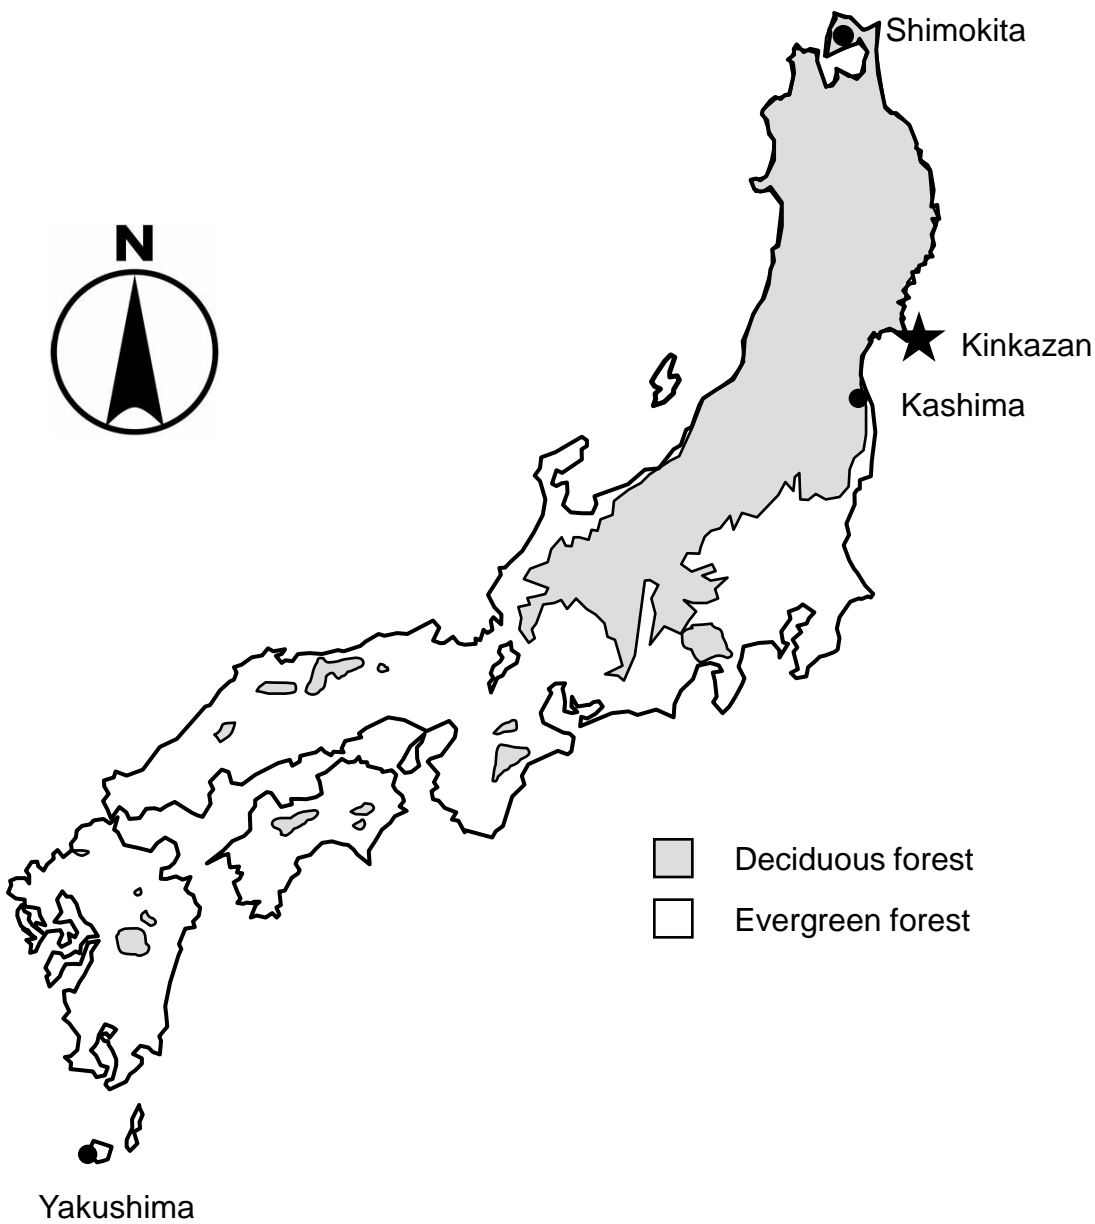 Shimokita
N
Kinkazan
Kashima
Deciduous forest
Evergreen forest
Yakushima